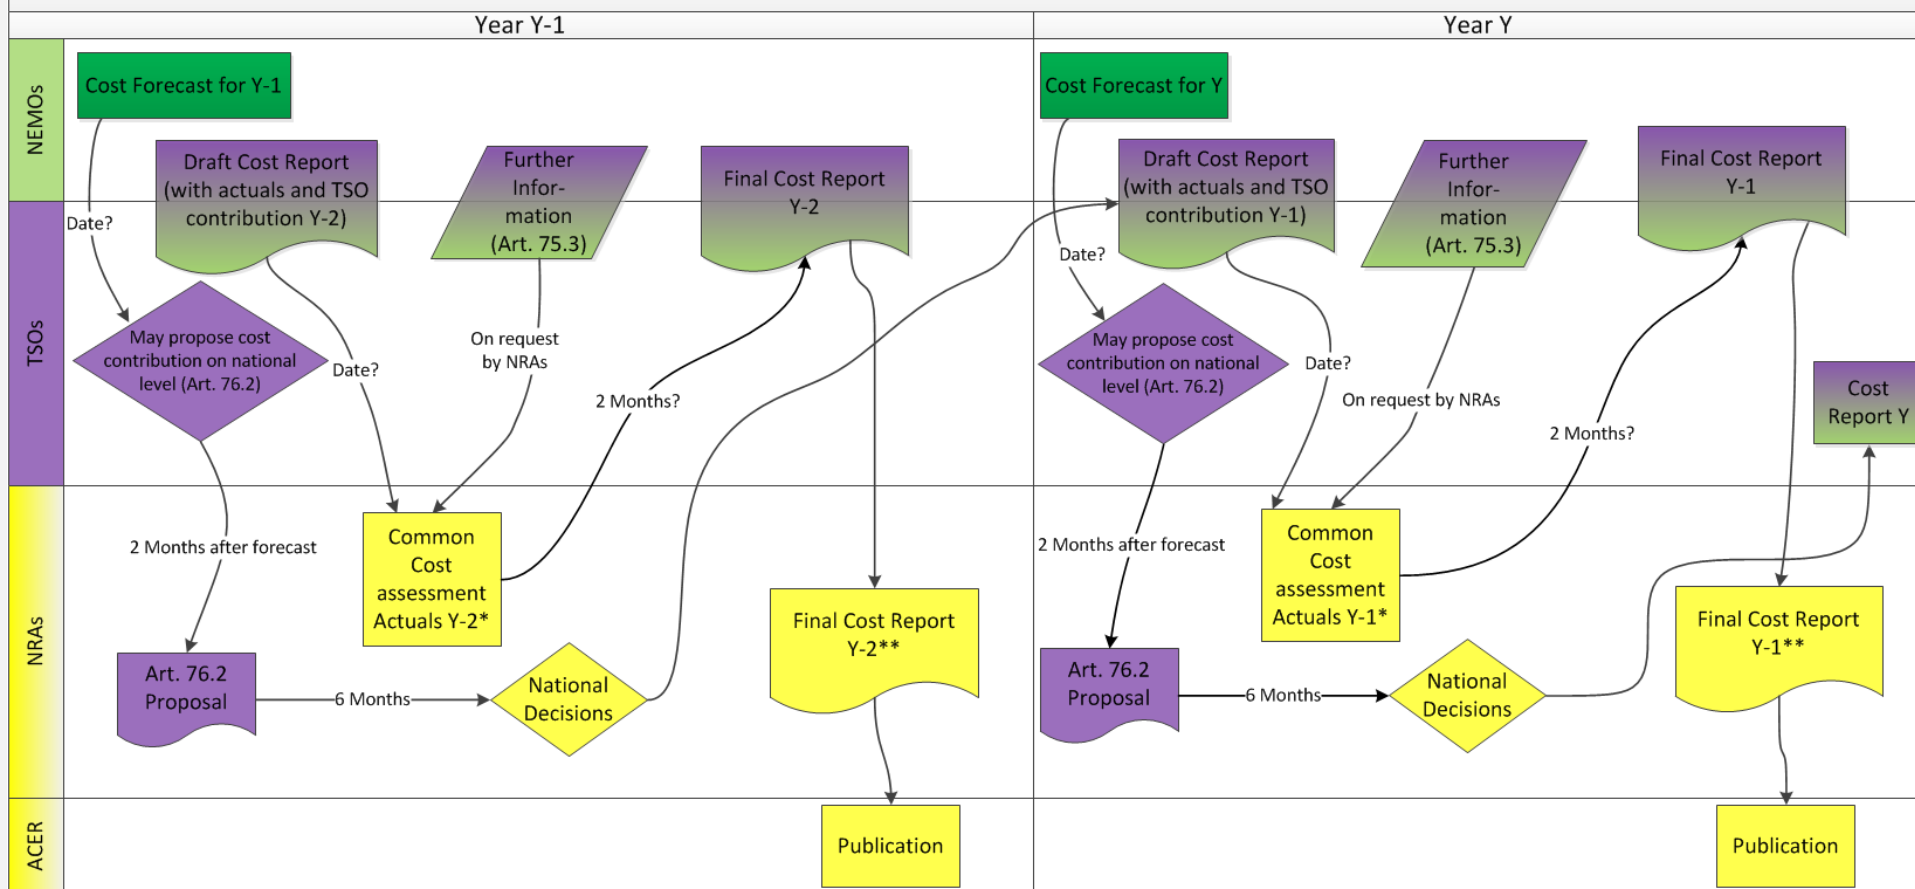 Year Y-1
Year Y
NEMOs
TSOs
NRAs
ACER
Cost Forecast for Y-1
Draft Cost Report
(with actuals and TSO
contribution Y-2)
Further
Infor-
mation
(Art. 75.3)
Final Cost Report
Y-2
Date?
May propose cost
contribution on national
level (Art. 76.2)
Date?
On request
by NRAs
2 Months?
2 Months after forecast
Common
Cost
assessment
Actuals Y-2*
Art. 76.2
Proposal
6 Months
National
Decisions
Final Cost Report
Y-2**
Publication
Cost Forecast for Y
Draft Cost Report
(with actuals and TSO
contribution Y-1)
Further
Infor-
mation
(Art. 75.3)
Final Cost Report
Y-1
Date?
May propose cost
contribution on national
level (Art. 76.2)
Date?
On request by NRAs
2 Months?
Cost
Report Y
2 Months after forecast
Common
Cost
assessment
Actuals Y-1*
Art. 76.2
Proposal
6 Months
National
Decisions
Final Cost Report
Y-1**
Publication